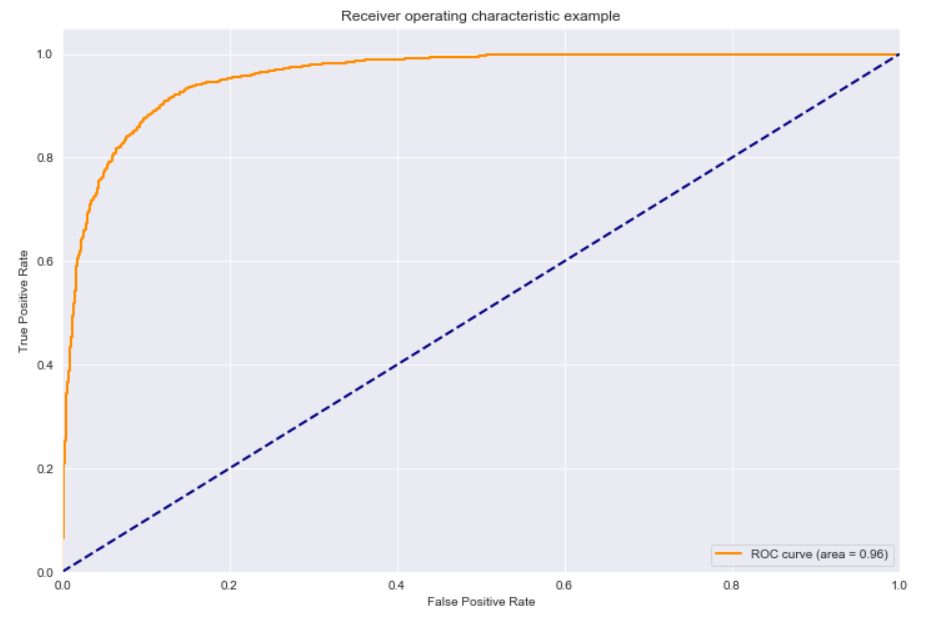 Receiver operating characteristic example
1.0
0.8
0.6
0.4
0.2
0.0
True Positive Rate
0.0 0.2 0.4 0.6 0.8 1.0
False Positive Rate
ROC curve (area = 0.96)